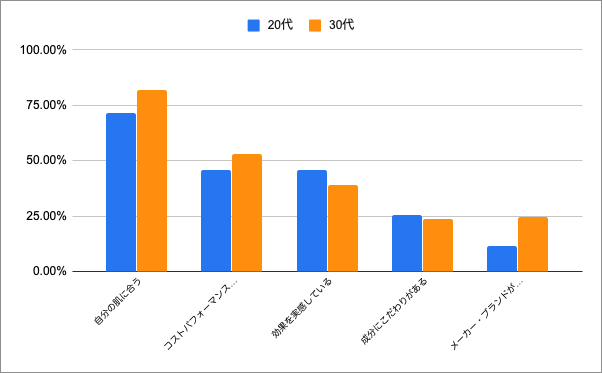 20代 30代
100.00%
75.00%
50.00%
25.00%
0.00%
自分の肌に合う
コストパフォーマンス…
効果を実感している
成分にこだわりがある
メーカー・ブランドが…